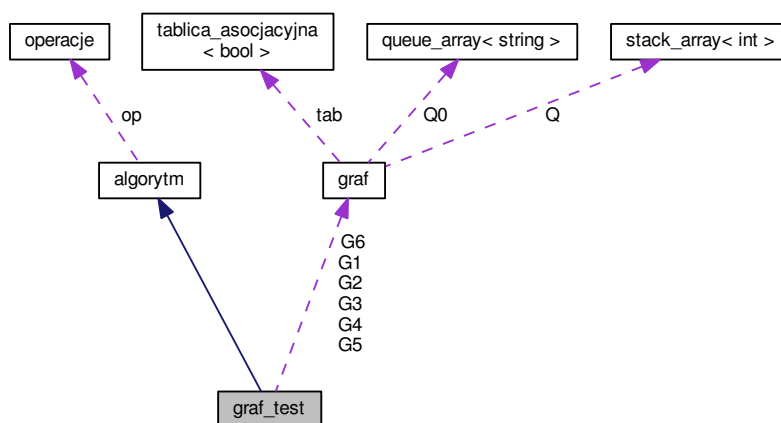 operacje
tablica_asocjacyjna
< bool >
queue_array< string >
stack_array< int >
op
tab
Q0
Q
algorytm
graf
G6
G1
G2
G3
G4
G5
graf_test